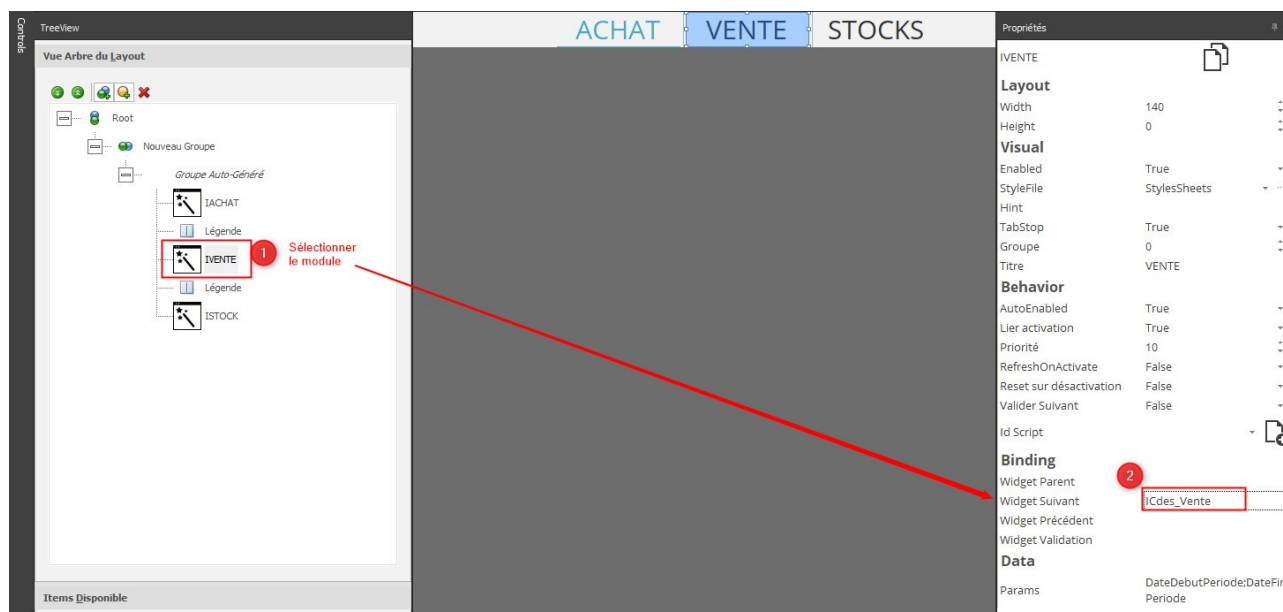 Controls
TreeView
Vue Arbre du Layout
Root
Nouveau Groupe
Groupe Auto-Généré
IACHAT
Légende
IVENTE
1
Sélectionner
le module
Légende
ISTOCK
Items Disponible
ACHAT VENTE STOCKS
Propriétés
IVENTE
Layout
Width 140
Height 0
Visual
Enabled True
StyleFile StylesSheets
Hint
TabStop True
Groupe 0
Titre VENTE
Behavior
AutoEnabled True
Lier activation True
Priorité 10
RefreshOnActivate False
Reset sur désactivation False
Valider Suivant False
Id Script
Binding
Widget Parent
2
Widget Suivant ICdes_Vente
Widget Précédent
Widget Validation
Data
Params DateDebutPeriode;DateFin
Periode